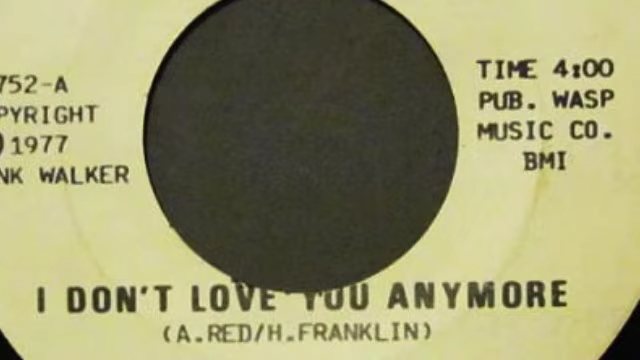 752-A
PYRIGHT
) 1977
NK WALKER
TIME 4:00
PUB. WASP
MUSIC CO.
BMI
I DON'T LOVE YOU ANYMORE
(A.RED/H.FRANKLIN)